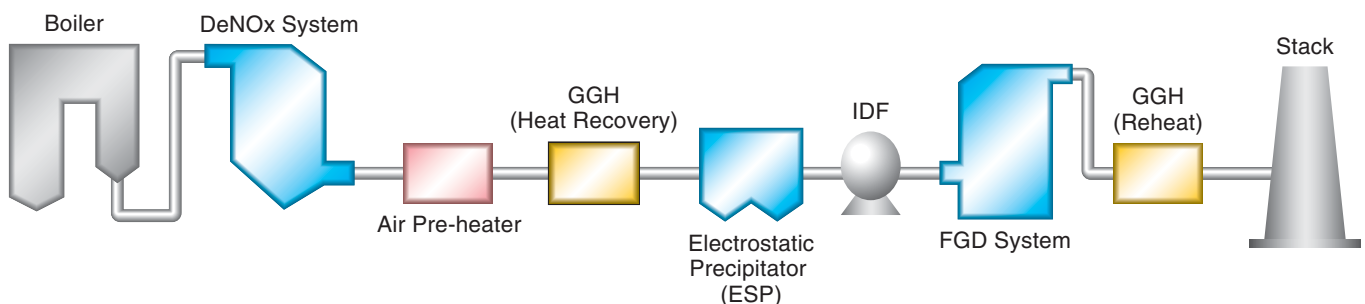 Boiler
DeNOx System
Air Pre-heater
GGH
(Heat Recovery)
Electrostatic
Precipitator
(ESP)
IDF
FGD System
GGH
(Reheat)
Stack